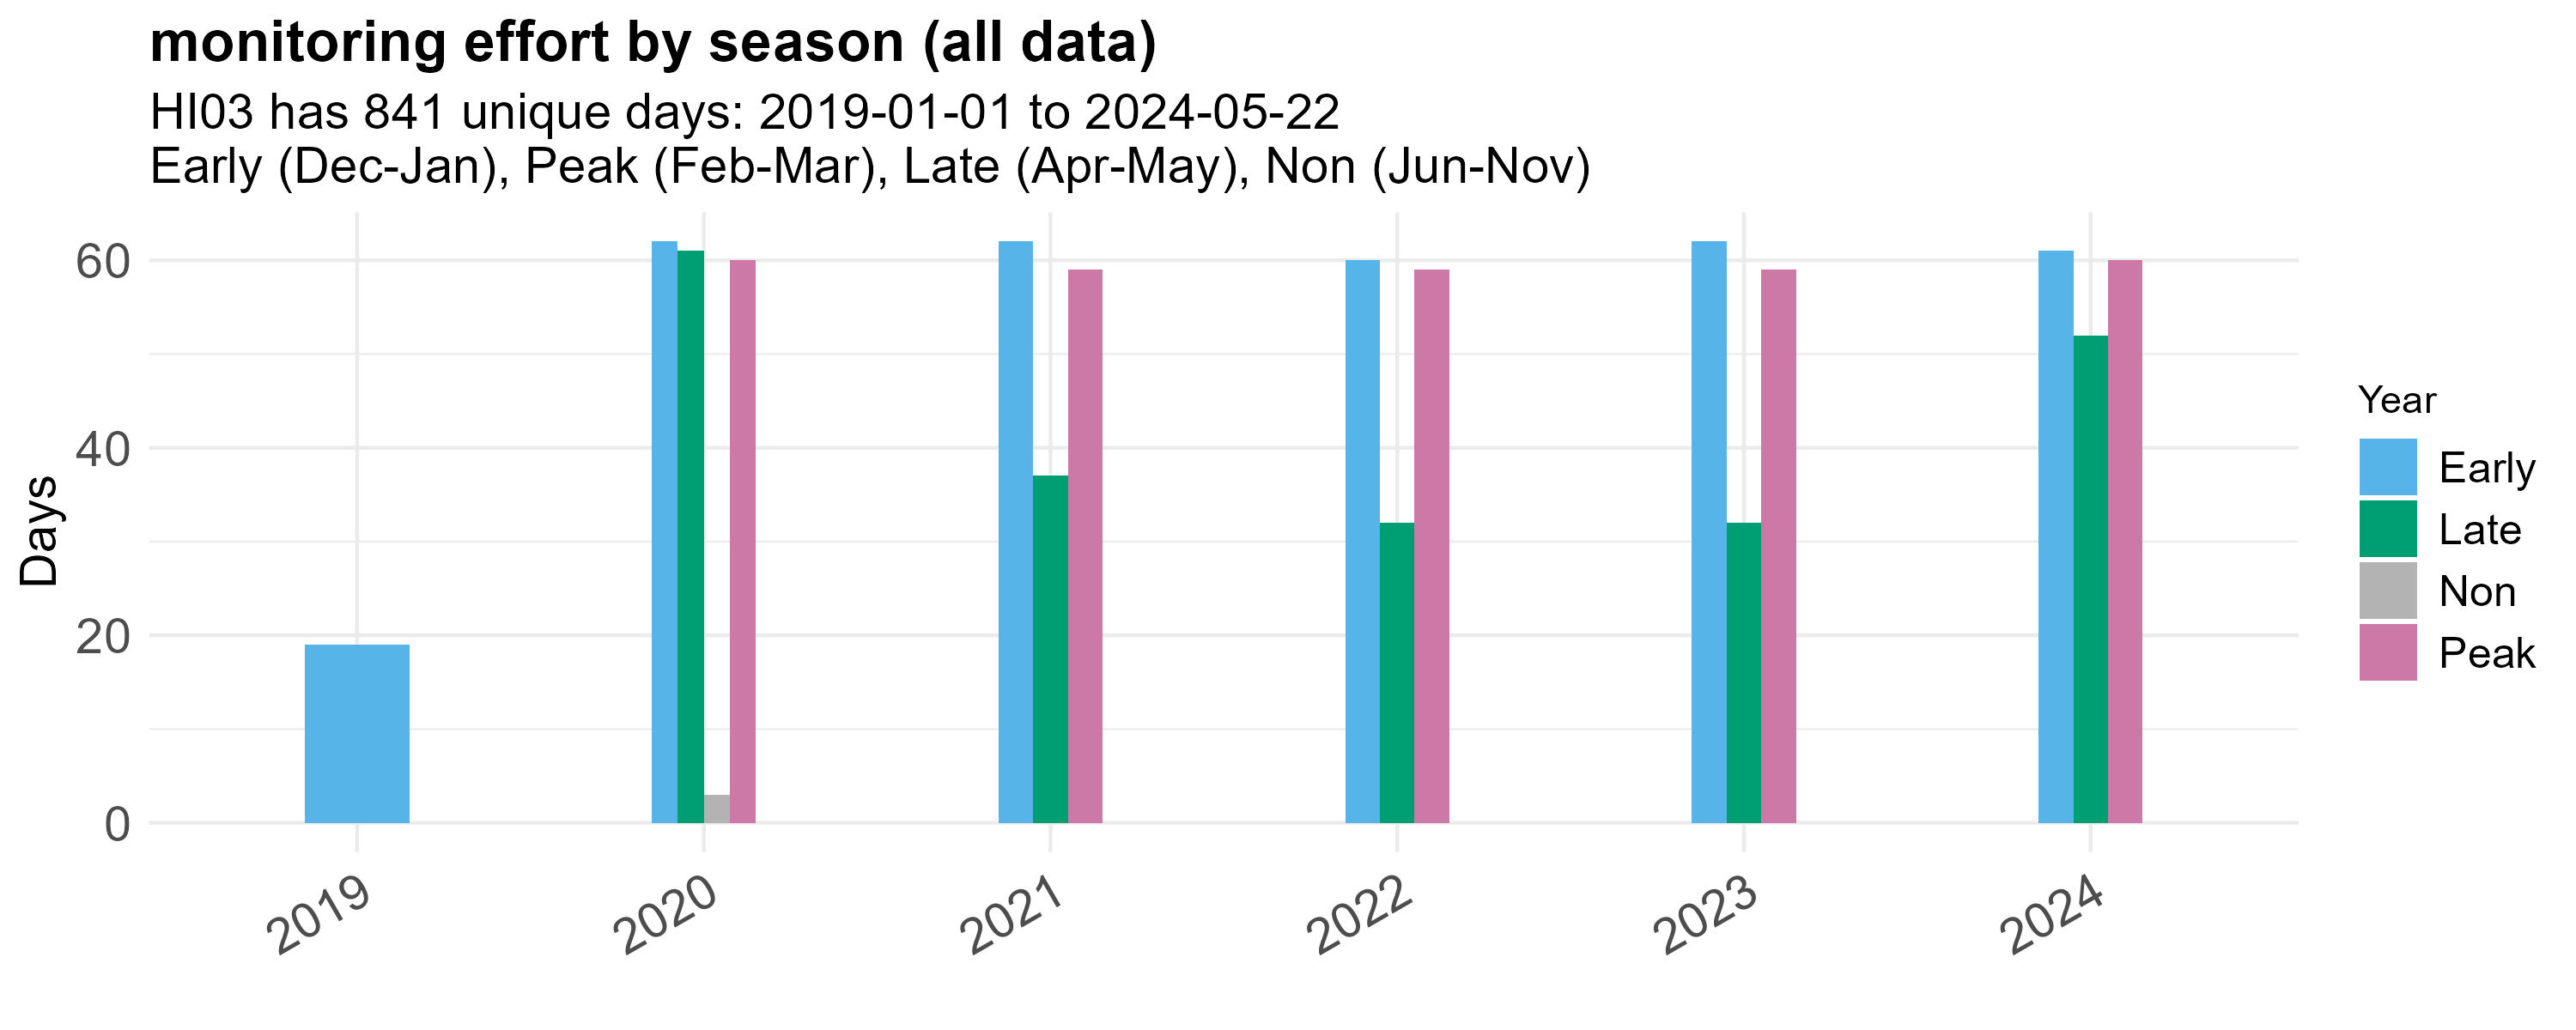 monitoring effort by season (all data)
HI03 has 841 unique days: 2019-01-01 to 2024-05-22
Early (Dec-Jan), Peak (Feb-Mar), Late (Apr-May), Non (Jun-Nov)
60
40
20
0
Days
2019
2020
2021
2022
2023
2024
Year
Early
Late
Non
Peak